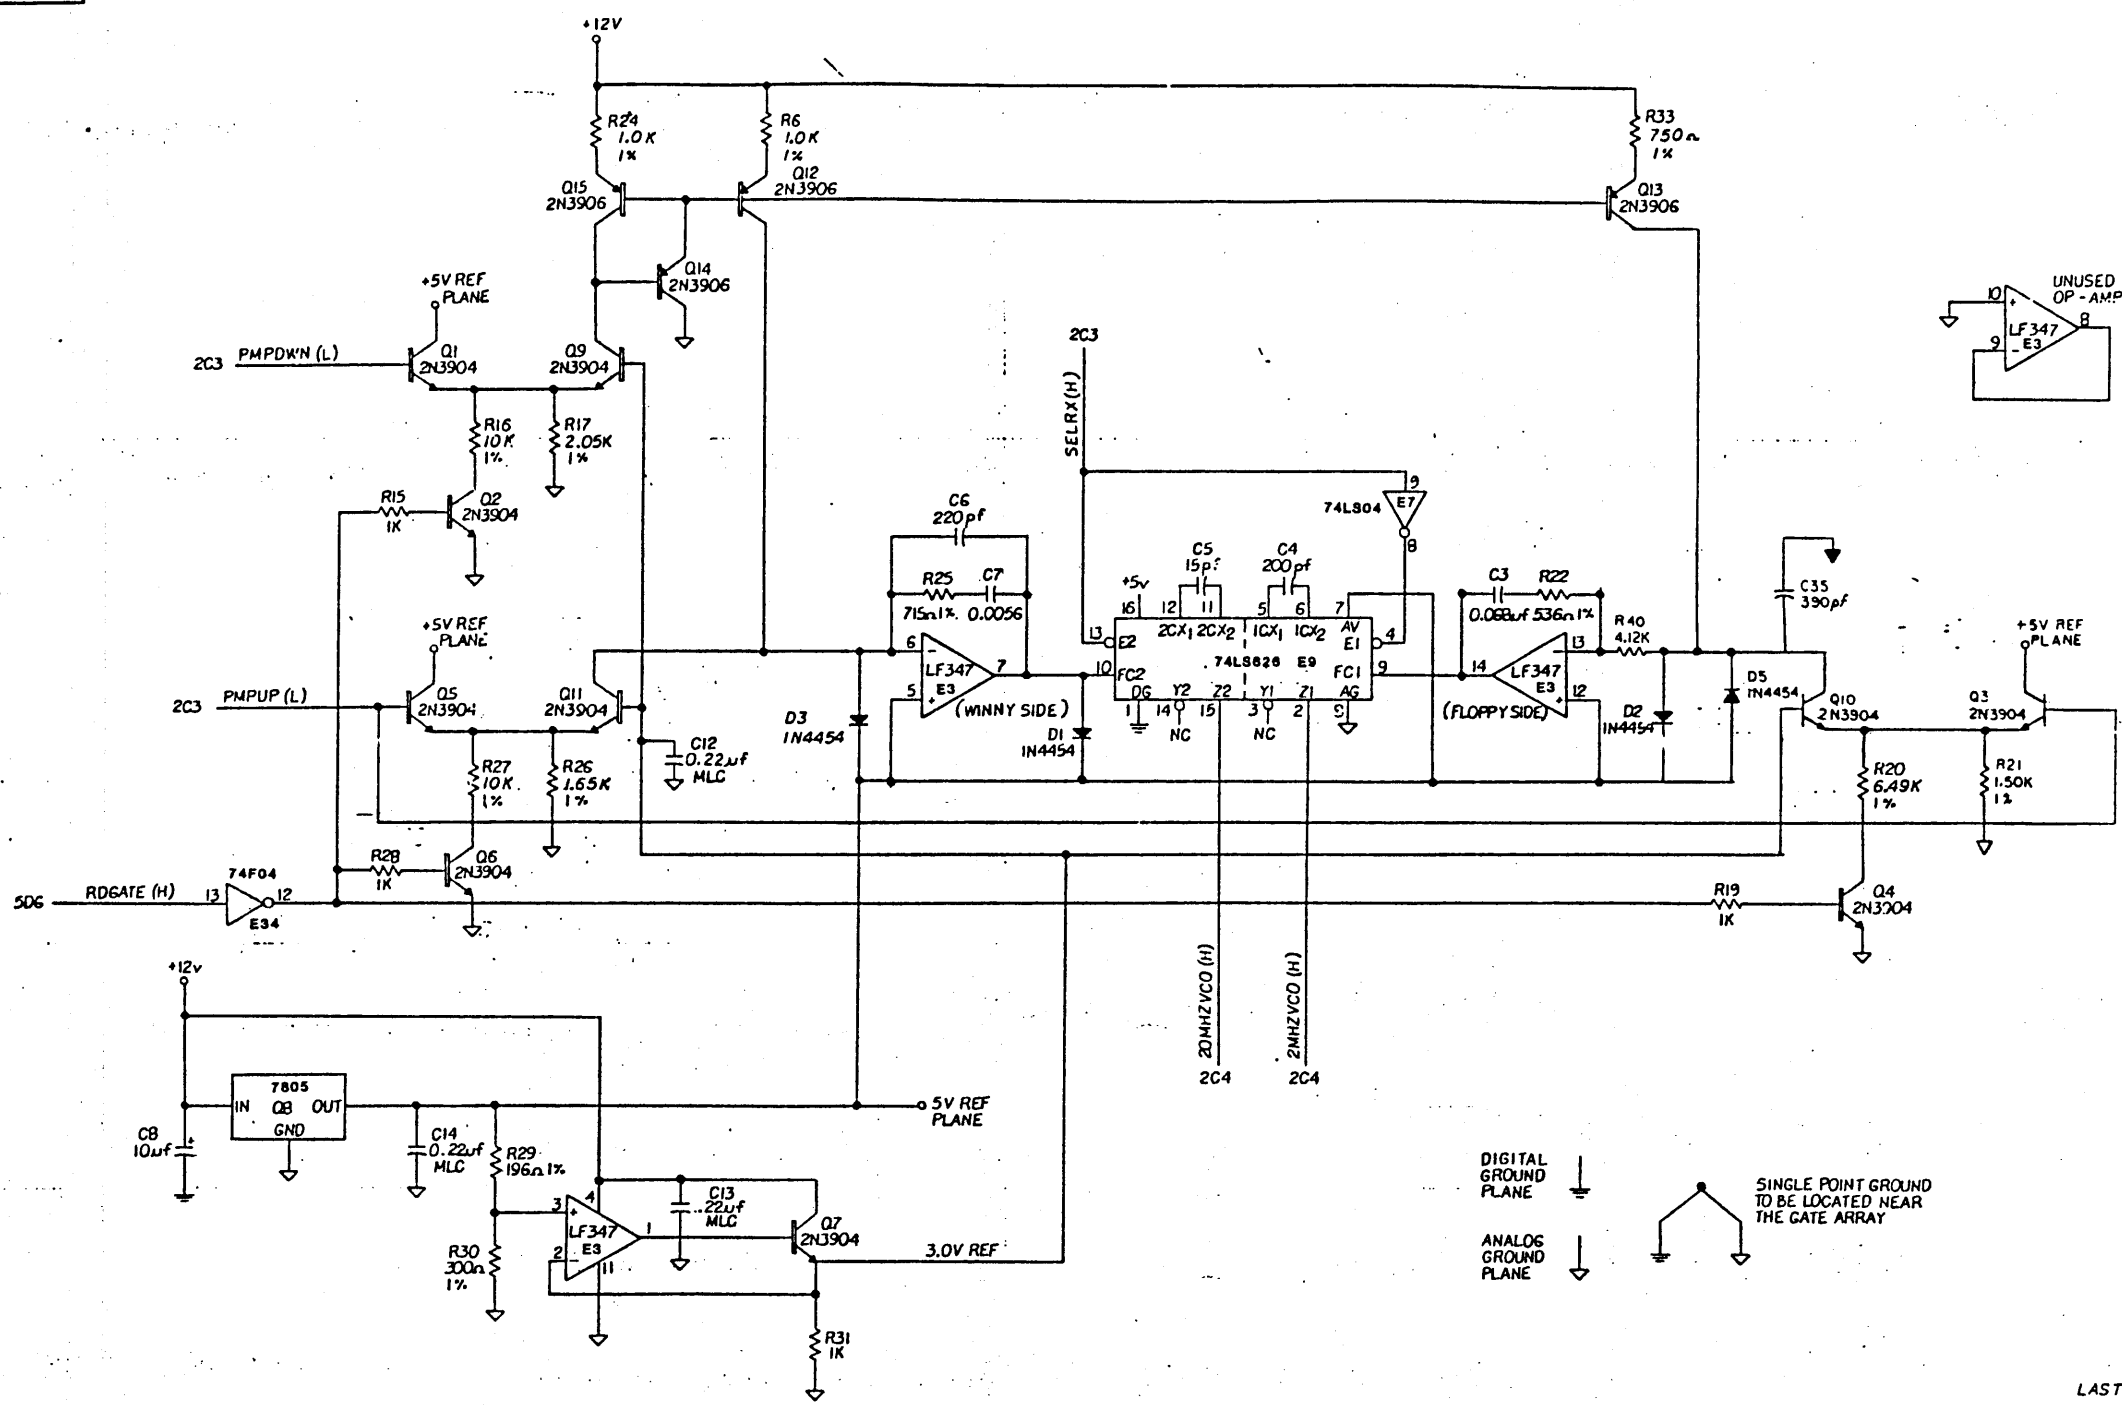 +12V
R24
1.0K
1%
R6
1.0K
1%
R33
750Ω
1%
Q15
2N3906
Q12
2N3906
Q13
2N3906
Q14
2N3906
+5V REF
PLANE
2C3
PMPDWN (L)
Q1
2N3904
Q9
2N3904
R16
10K
1%
R17
2.05K
1%
R15
1K
Q2
2N3904
UNUSED
OP-AMP
10
+
LF347
8
9
-
E3
2C3
SELRX(H)
9
E7
74LS04
8
C6
220pf
R25
715Ω1%
C7
0.0056
C5
15pf
C4
200pf
+5v
16
12
11
5
6
7
2CX1
2CX2
1CX1
1CX2
AV
13
E2
E1
4
74LS626 E9
10
FC2
FC1
9
DG
Y2
Z2
Y1
Z1
AG
1
14
15
3
2
8
NC
NC
C3
0.068uf
R22
536Ω1%
R40
4.12K
C35
390pf
+5V REF
PLANE
+5V REF
PLANE
2C3
PMPUP (L)
Q5
2N3904
Q11
2N3904
6
-
LF347
7
5
+
E3
(WINNY SIDE)
D3
1N4454
D1
1N4454
14
13
-
LF347
E3
12
+
(FLOPPY SIDE)
D2
1N4454
D5
1N4454
Q10
2N3904
Q3
2N3904
R27
10K
1%
R26
1.65K
1%
C12
0.22uf
MLC
R20
6.49K
1%
R21
1.50K
1%
R28
1K
Q6
2N3904
5D6
RDGATE (H)
13
74F04
12
E34
R19
1K
Q4
2N3904
20MHZVCO (H)
2MHZVCO (H)
2C4
2C4
+12v
7805
IN
Q8
OUT
GND
C8
10uf
+
C14
0.22uf
MLC
R29
196Ω1%
5V REF
PLANE
R30
300Ω
1%
3
+
4
LF347
1
2
-
E3
11
C13
.22uf
MLC
Q7
2N3904
3.0V REF
R31
1K
DIGITAL
GROUND
PLANE
ANALOG
GROUND
PLANE
SINGLE POINT GROUND
TO BE LOCATED NEAR
THE GATE ARRAY
LAST